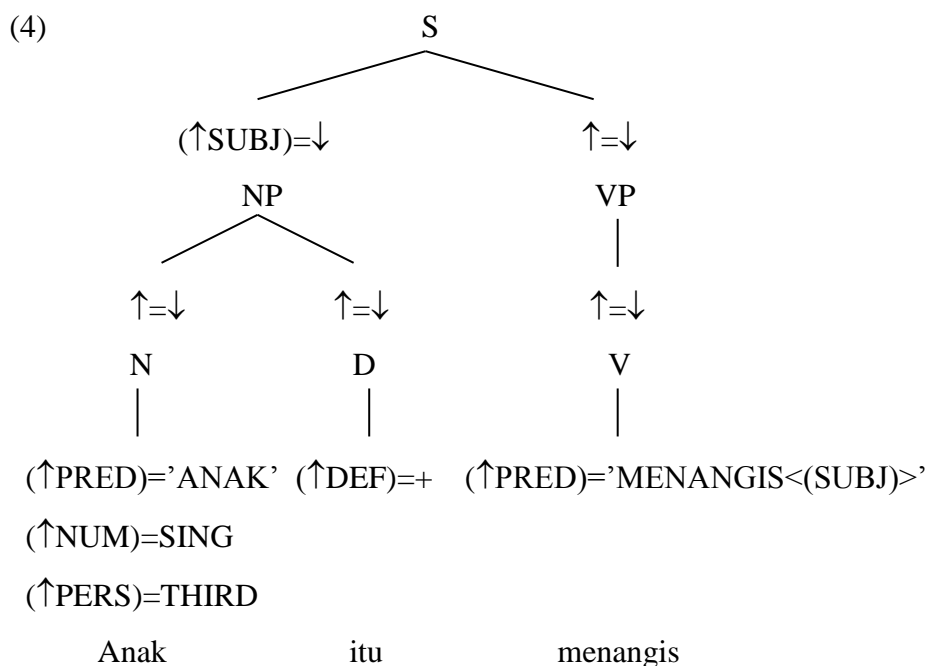 (4) S
(↑SUBJ)=↓ ↑=↓
NP VP
↑=↓ ↑=↓ ↑=↓
N D V
(↑PRED)=’ANAK’ (↑DEF)=+ (↑PRED)=’MENANGIS<(SUBJ)>’
(↑NUM)=SING
(↑PERS)=THIRD
Anak itu menangis